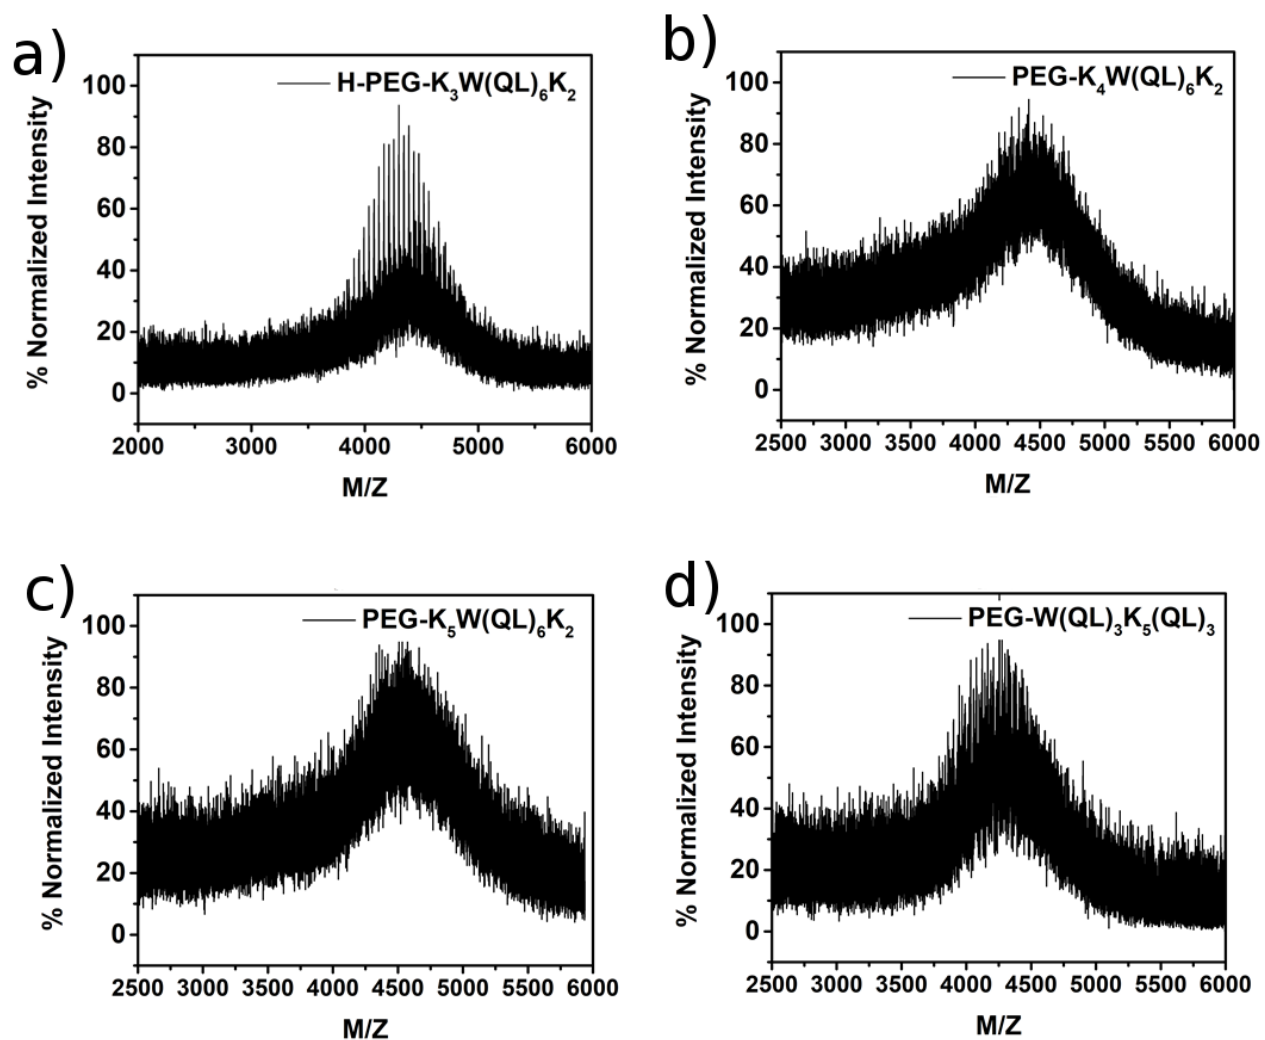 a)
H-PEG-K3W(QL)6K2
% Normalized Intensity
100
80
60
40
20
0
2000 3000 4000 5000 6000
M/Z
b)
PEG-K4W(QL)6K2
% Normalized Intensity
100
80
60
40
20
0
2500 3000 3500 4000 4500 5000 5500 6000
M/Z
c)
PEG-K5W(QL)6K2
% Normalized Intensity
100
80
60
40
20
0
2500 3000 3500 4000 4500 5000 5500 6000
M/Z
d)
PEG-W(QL)3K5(QL)3
% Normalized Intensity
100
80
60
40
20
0
2500 3000 3500 4000 4500 5000 5500 6000
M/Z